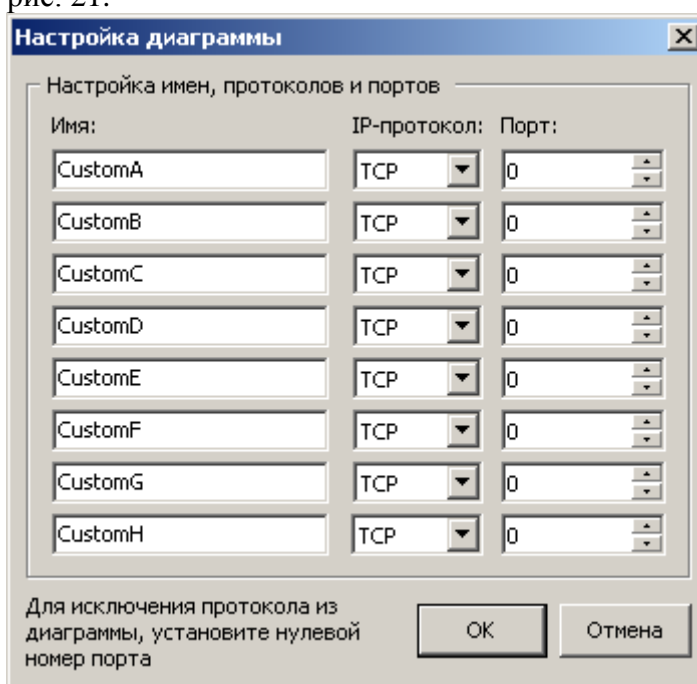 рис. 21.
Настройка диаграммы
Настройка имен, протоколов и портов
Имя: IP-протокол: Порт:
CustomA TCP 0
CustomB TCP 0
CustomC TCP 0
CustomD TCP 0
CustomE TCP 0
CustomF TCP 0
CustomG TCP 0
CustomH TCP 0
Для исключения протокола из
диаграммы, установите нулевой
номер порта
OK Отмена